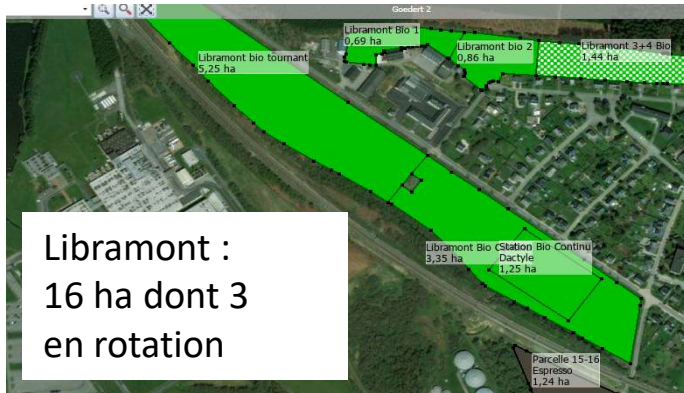 Goedert 2
Libramont Bio 1
0,69 ha
Libramont bio 2
0,86 ha
Libramont 3+4 Bio
1,44 ha
Libramont bio tournant
5,25 ha
Libramont Bio C
3,35 ha
Station Bio Continu
Dactyle
1,25 ha
Parcelle 15-16
Espresso
1,24 ha
Libramont :
16 ha dont 3
en rotation